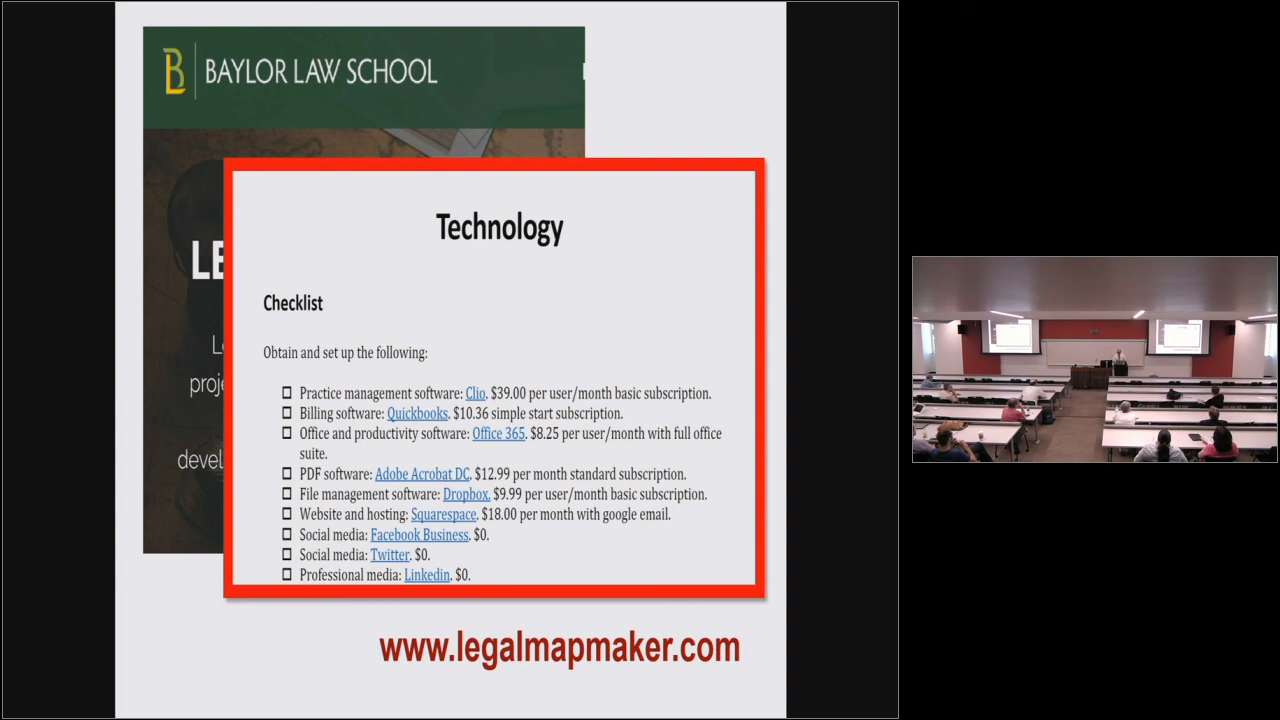 BAYLOR LAW SCHOOL
LE
Technology
Checklist
Obtain and set up the following:
Practice management software: Clio. $39.00 per user/month basic subscription.
Billing software: Quickbooks. $10.36 simple start subscription.
Office and productivity software: Office 365. $8.25 per user/month with full office
suite.
PDF software: Adobe Acrobat DC. $12.99 per month standard subscription.
File management software: Dropbox. $9.99 per user/month basic subscription.
Website and hosting: Squarespace. $18.00 per month with google email.
Social media: Facebook Business. $0.
Social media: Twitter. $0.
Professional media: Linkedin. $0.
proj
devel
www.legalmapmaker.com